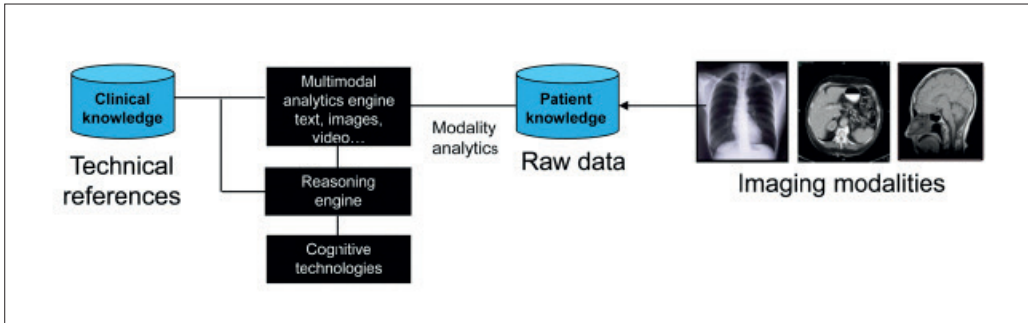 Clinical
knowledge
Technical
references
Multimodal
analytics engine
text, images,
video...
Reasoning
engine
Cognitive
technologies
Modality
analytics
Patient
knowledge
Raw data
Imaging modalities